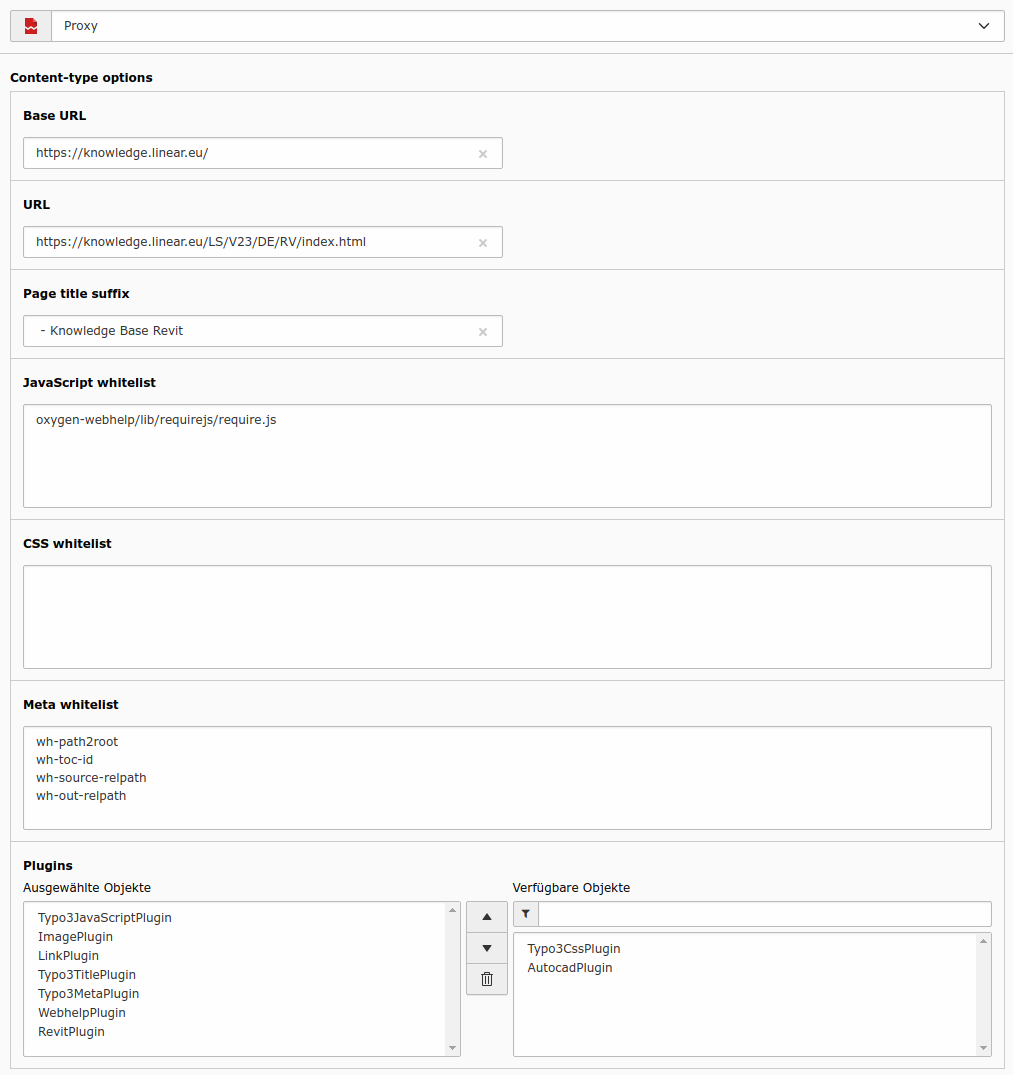 Proxy
Content-type options
Base URL
https://knowledge.linear.eu/
URL
https://knowledge.linear.eu/LS/V23/DE/RV/index.html
Page title suffix
- Knowledge Base Revit
JavaScript whitelist
oxygen-webhelp/lib/requirejs/require.js
CSS whitelist
Meta whitelist
wh-path2root
wh-toc-id
wh-source-relpath
wh-out-relpath
Plugins
Ausgewählte Objekte
Typo3JavaScriptPlugin
ImagePlugin
LinkPlugin
Typo3TitlePlugin
Typo3MetaPlugin
WebhelpPlugin
RevitPlugin
Verfügbare Objekte
Typo3CssPlugin
AutocadPlugin